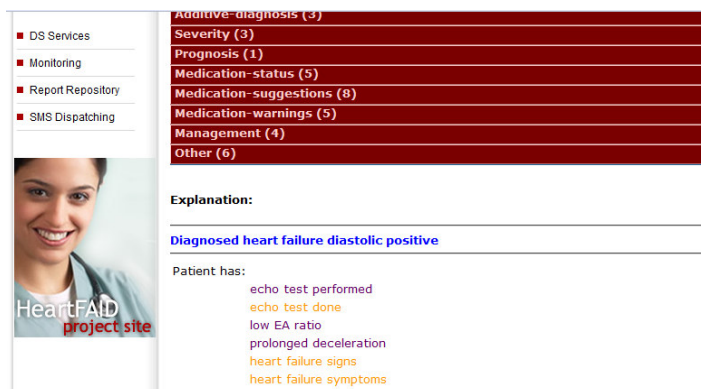 DS Services
Monitoring
Report Repository
SMS Dispatching
HeartFAID
project site
Additive-diagnosis (3)
Severity (3)
Prognosis (1)
Medication-status (5)
Medication-suggestions (8)
Medication-warnings (5)
Management (4)
Other (6)
Explanation:
Diagnosed heart failure diastolic positive
Patient has:
echo test performed
echo test done
low EA ratio
prolonged deceleration
heart failure signs
heart failure symptoms